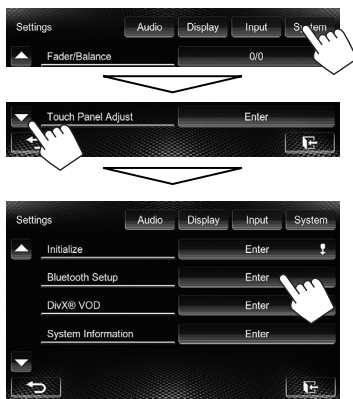 Settings Audio Display Input System
Fader/Balance 0/0
Touch Panel Adjust Enter
Settings Audio Display Input System
Initialize Enter
Bluetooth Setup Enter
DivX® VOD Enter
System Information Enter